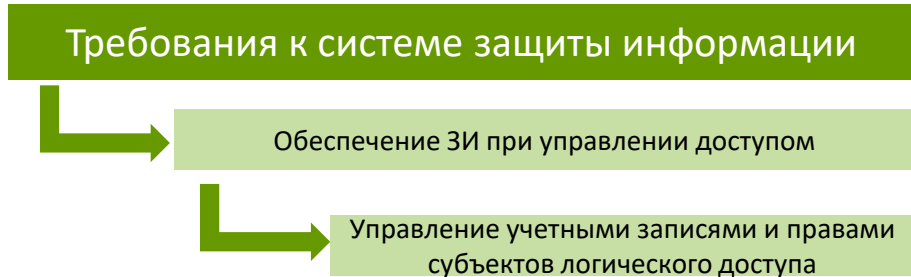 Требования к системе защиты информации
Обеспечение ЗИ при управлении доступом
Управление учетными записями и правами
субъектов логического доступа